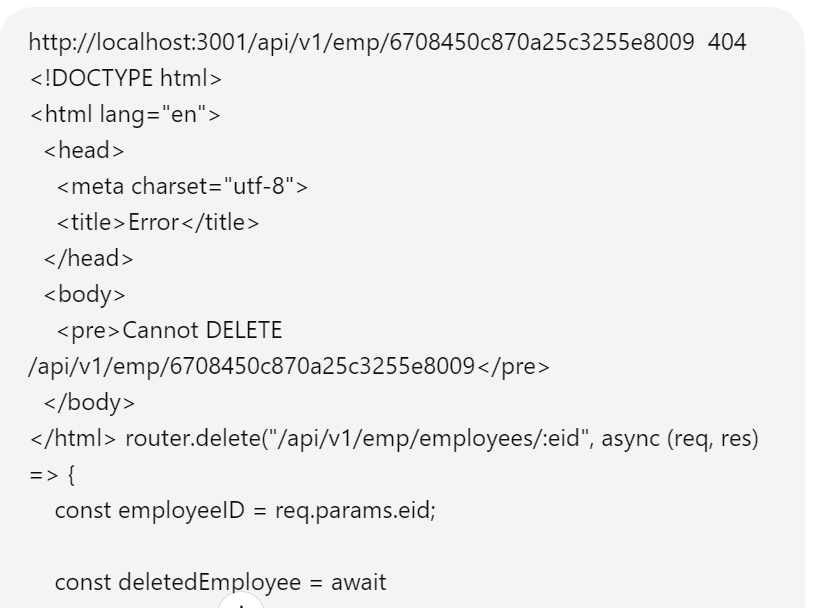 http://localhost:3001/api/v1/emp/6708450c870a25c3255e8009 404
<!DOCTYPE html>
<html lang="en">
<head>
<meta charset="utf-8">
<title>Error</title>
</head>
<body>
<pre>Cannot DELETE
/api/v1/emp/6708450c870a25c3255e8009</pre>
</body>
</html> router.delete("/api/v1/emp/employees/:eid", async (req, res)
=> {
const employeeID = req.params.eid;
const deletedEmployee = await